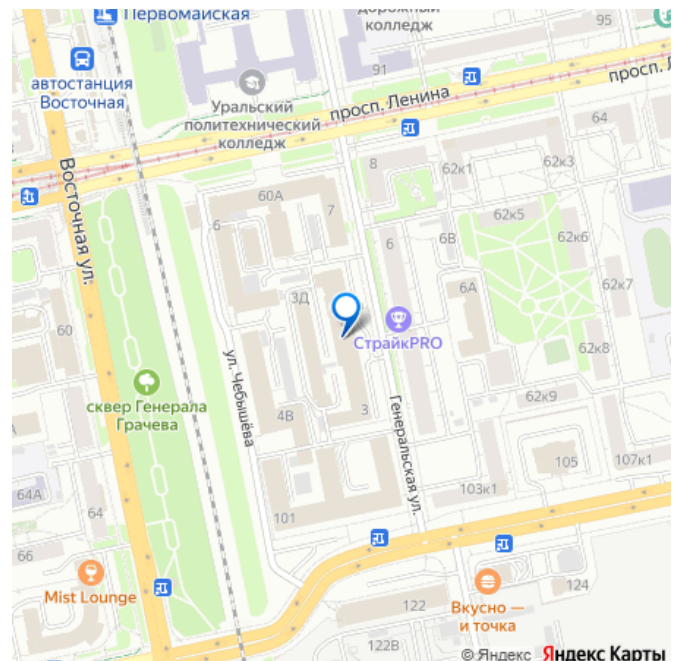 Первомайская
дорожный
колледж
95
91
автостанция
Восточная
Уральский
политехнический
колледж
просп. Ленина
просп. Л
64
8
62к1
62к3
60А
7
6
62к5
Восточная ул.
6
6В
62к6
3Д
6А
62к7
60
СтрайкPRO
62к8
ул. Чебышёва
сквер Генерала
Грачева
4В
3
Генеральская ул.
62к9
105
107к1
64А
64
103к1
101
66
Mist Lounge
122
Вкусно —
и точка
124
122В
© Яндекс Яндекс Карты